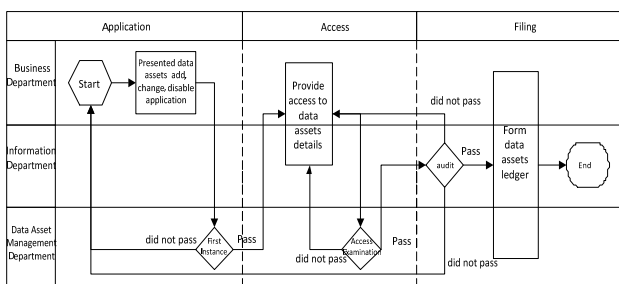 Application
Access
Filing
Business
Department
Start
Presented data
assets add,
change, disable
application
Provide
access to
data
assets
details
did not pass
Information
Department
Pass
audit
Form
data
assets
ledger
End
Data Asset
Management
Department
did not pass
First
Instance
Pass
did not pass
Access
Examination
Pass
did not pass